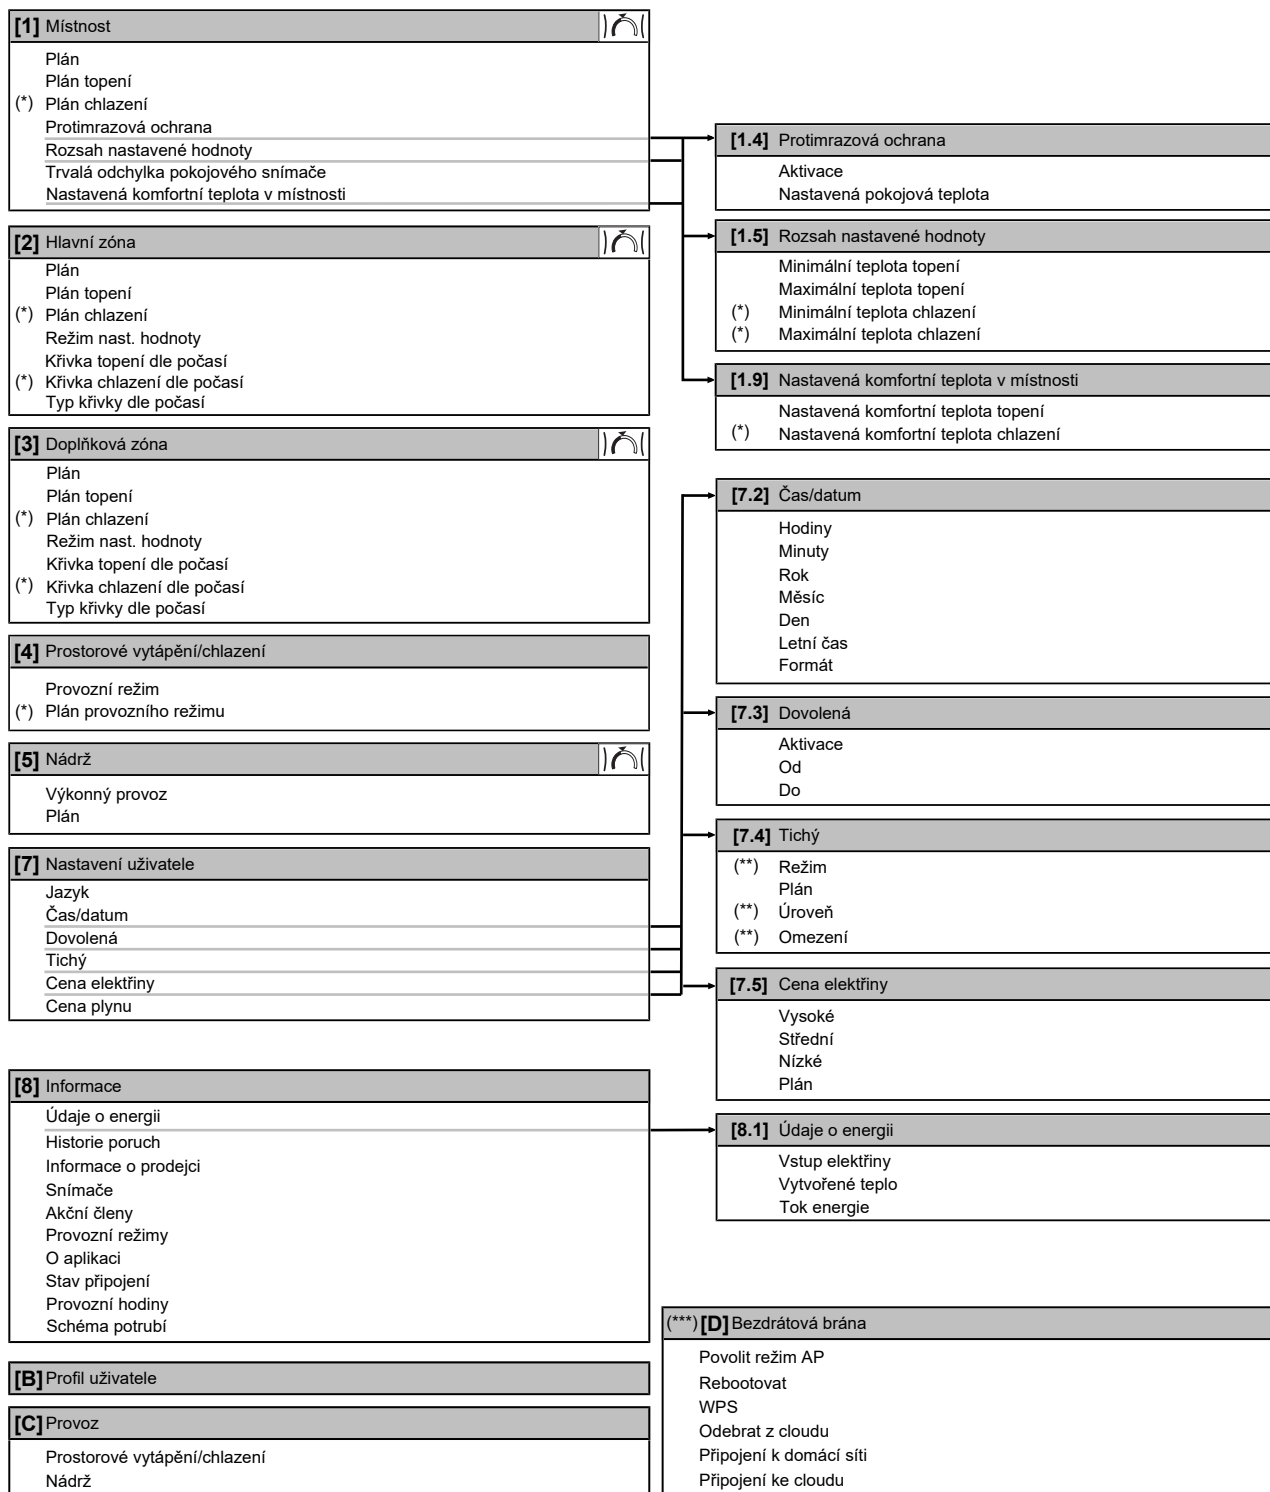 [1] Místnost
Plán
Plán topení
(*) Plán chlazení
Protimrazová ochrana
Rozsah nastavené hodnoty
Trvalá odchylka pokojového snímače
Nastavená komfortní teplota v místnosti
[2] Hlavní zóna
Plán
Plán topení
(*) Plán chlazení
Režim nast. hodnoty
Křivka topení dle počasí
(*) Křivka chlazení dle počasí
Typ křivky dle počasí
[3] Doplňková zóna
Plán
Plán topení
(*) Plán chlazení
Režim nast. hodnoty
Křivka topení dle počasí
(*) Křivka chlazení dle počasí
Typ křivky dle počasí
[4] Prostorové vytápění/chlazení
Provozní režim
(*) Plán provozního režimu
[5] Nádrž
Výkonný provoz
Plán
[7] Nastavení uživatele
Jazyk
Čas/datum
Dovolená
Tichý
Cena elektřiny
Cena plynu
[8] Informace
Údaje o energii
Historie poruch
Informace o prodejci
Snímače
Akční členy
Provozní režimy
O aplikaci
Stav připojení
Provozní hodiny
Schéma potrubí
[B] Profil uživatele
[C] Provoz
Prostorové vytápění/chlazení
Nádrž
[1.4] Protimrazová ochrana
Aktivace
Nastavená pokojová teplota
[1.5] Rozsah nastavené hodnoty
Minimální teplota topení
Maximální teplota topení
(*) Minimální teplota chlazení
(*) Maximální teplota chlazení
[1.9] Nastavená komfortní teplota v místnosti
Nastavená komfortní teplota topení
(*) Nastavená komfortní teplota chlazení
[7.2] Čas/datum
Hodiny
Minuty
Rok
Měsíc
Den
Letní čas
Formát
[7.3] Dovolená
Aktivace
Od
Do
[7.4] Tichý
(**) Režim
Plán
(**) Úroveň
(**) Omezení
[7.5] Cena elektřiny
Vysoké
Střední
Nízké
Plán
[8.1] Údaje o energii
Vstup elektřiny
Vytvořené teplo
Tok energie
(***) [D] Bezdrátová brána
Povolit režim AP
Rebootovat
WPS
Odebrat z cloudu
Připojení k domácí síti
Připojení ke cloudu